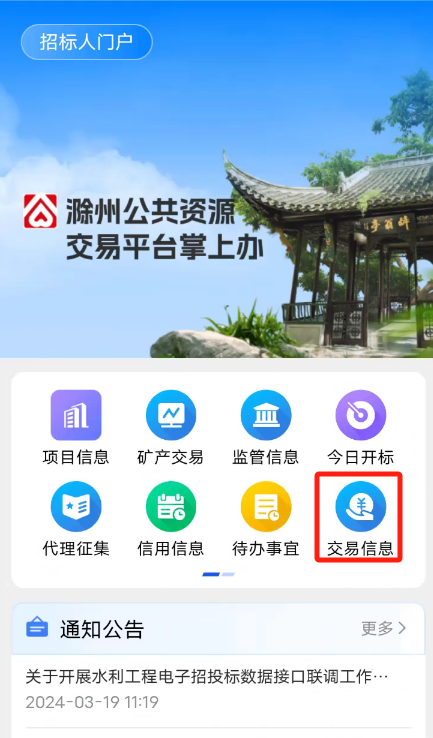 招标人门户
滁州公共资源
交易平台掌上办
项目信息
矿产交易
监管信息
今日开标
代理征集
信用信息
待办事宜
交易信息
通知公告
更多
关于开展水利工程电子招投标数据接口联调工作…
2024-03-19 11:19